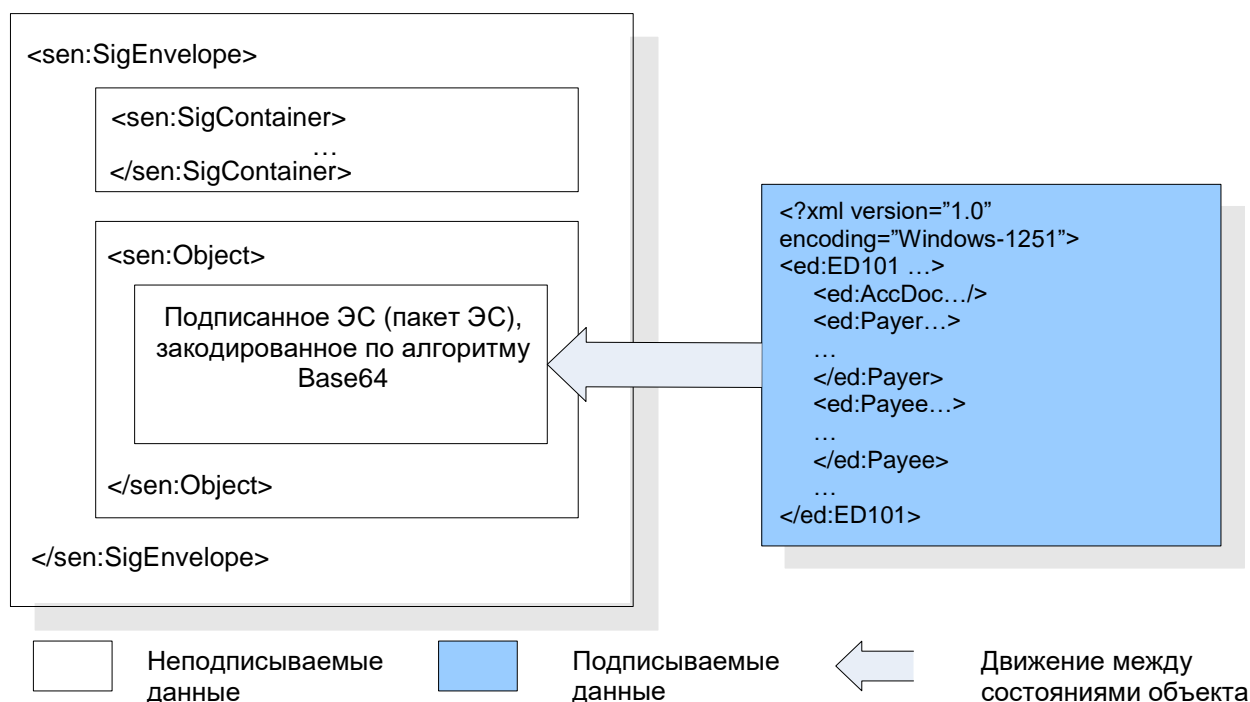 <sen:SigEnvelope>
<sen:SigContainer>
…
</sen:SigContainer>
<sen:Object>
Подписанное ЭС (пакет ЭС),
закодированное по алгоритму
Base64
</sen:Object>
</sen:SigEnvelope>
<?xml version=”1.0”
encoding=”Windows-1251”>
<ed:ED101 …>
<ed:AccDoc…/>
<ed:Payer…>
…
</ed:Payer>
<ed:Payee…>
…
</ed:Payee>
…
</ed:ED101>
Неподписываемые
данные
Подписываемые
данные
Движение между
состояниями объекта